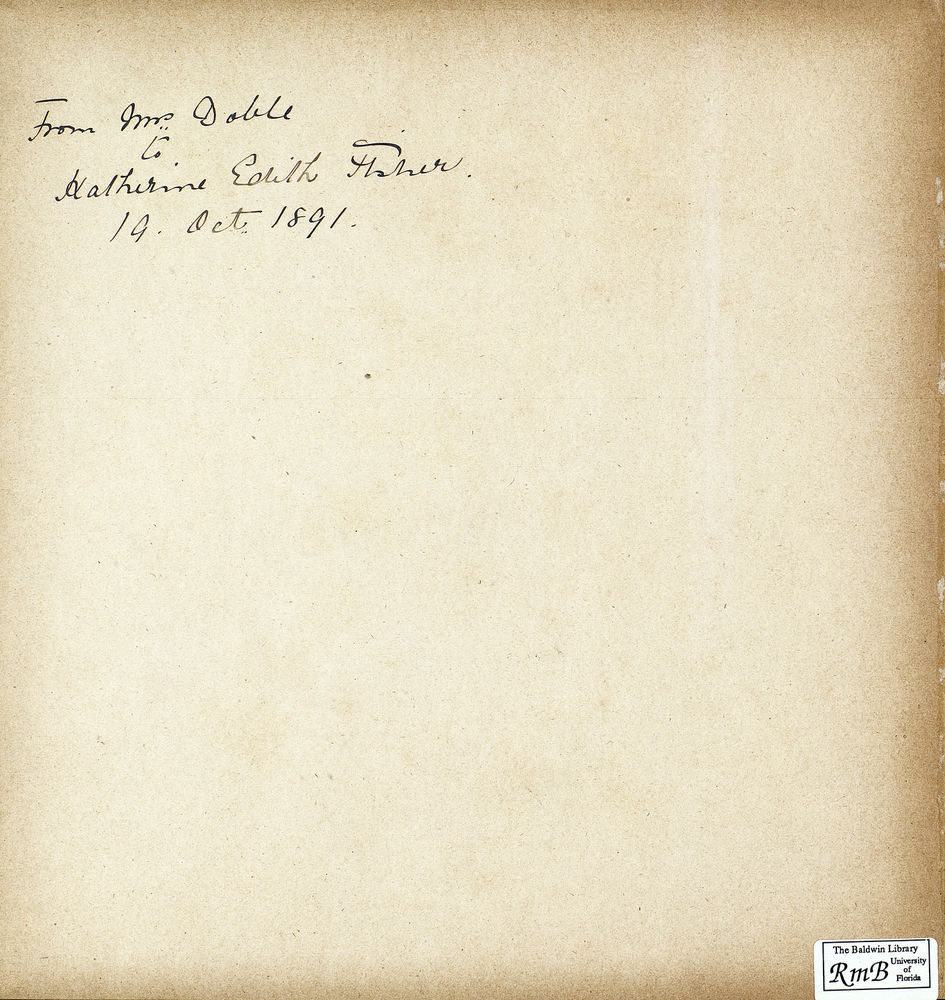 From Mrs Doble
to
Katherine Edith Fisher.
19. Oct. 1891.
The Baldwin Library
RmB University
of
Florida